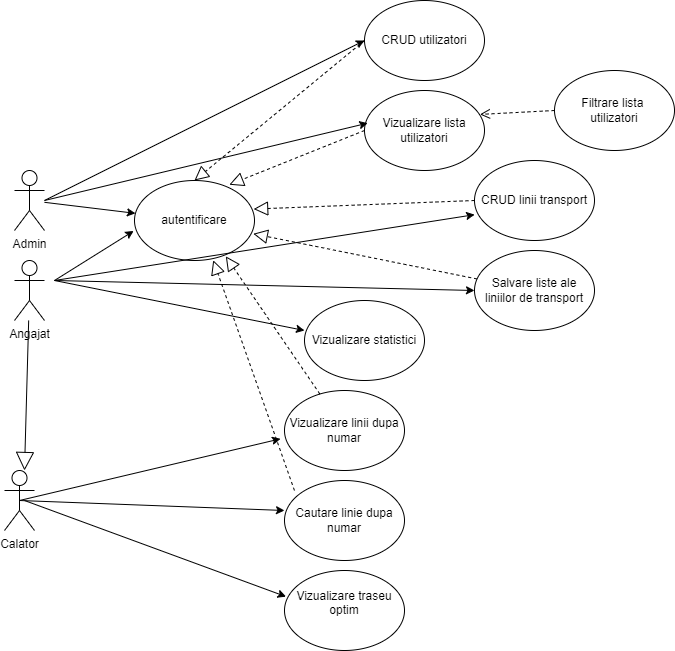 CRUD utilizatori
Filtrare lista
utilizatori
Vizualizare lista
utilizatori
CRUD linii transport
autentificare
Admin
Salvare liste ale
liniilor de transport
Angajat
Vizualizare statistici
Vizualizare linii dupa
numar
Cautare linie dupa
numar
Calator
Vizualizare traseu
optim